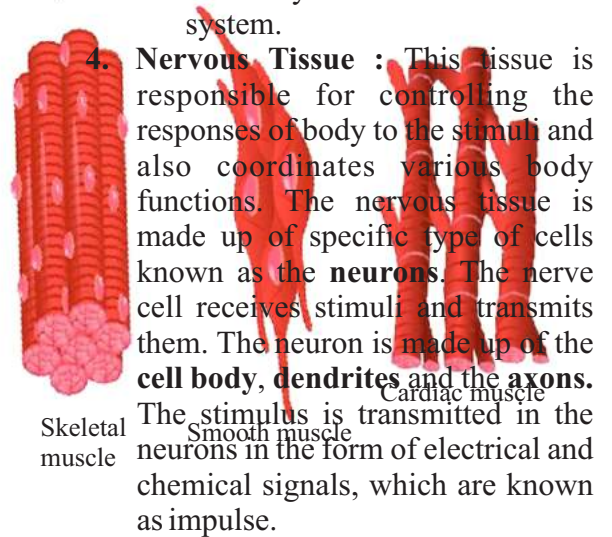 system.
4. Nervous Tissue : This tissue is
responsible for controlling the
responses of body to the stimuli and
also coordinates various body
functions. The nervous tissue is
made up of specific type of cells
known as the neurons. The nerve
cell receives stimuli and transmits
them. The neuron is made up of the
cell body, dendrites and the axons.
The stimulus is transmitted in the
neurons in the form of electrical and
chemical signals, which are known
as impulse.
Skeletal
muscle
Smooth muscle
Cardiac muscle